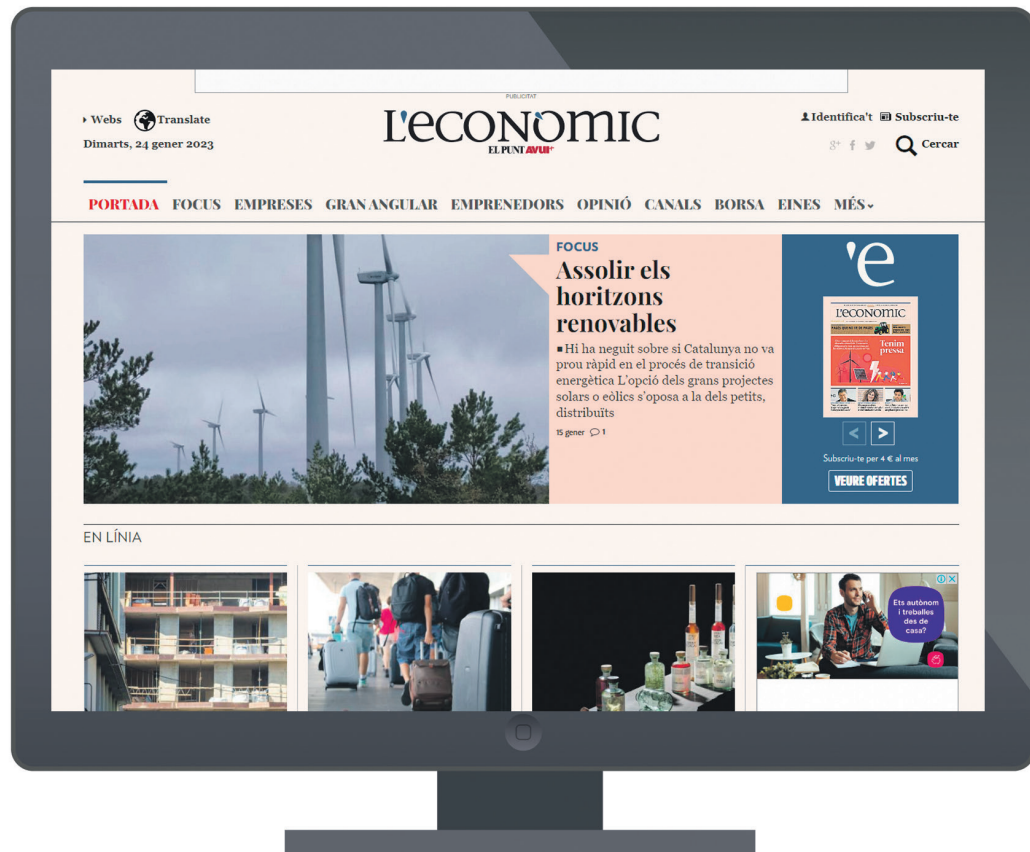 PUBLICITAT
Webs Translate
Dimarts, 24 gener 2023
L'ECONÒMIC
EL PUNT AVUI+
Identifica't Subscriu-te
Cercar
PORTADA FOCUS EMPRESES GRAN ANGULAR EMPRENEDORS OPINIÓ CANALS BORSA EINES MÉS
FOCUS
Assolir els
horitzons
renovables
Hi ha neguit sobre si Catalunya no va
prou ràpid en el procés de transició
energètica L'opció dels grans projectes
solars o eòlics s'oposa a la dels petits,
distribuïts
15 gener 1
'e
L'ECONÒMIC
Tenim
pressa
< >
Subscriu-te per 4 € al mes
VEURE OFERTES
EN LÍNIA
Ets autònom
i treballes
des de
casa?